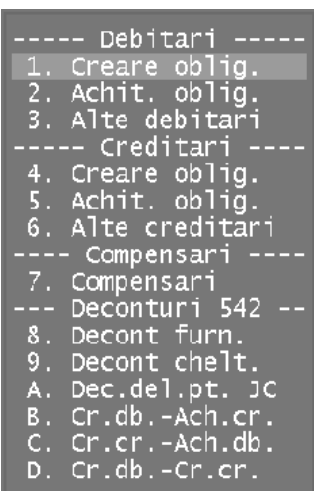 ----- Debitari -----
1. Creare oblig.
2. Achit. oblig.
3. Alte debitari
----- Creditari ----
4. Creare oblig.
5. Achit. oblig.
6. Alte creditari
---- Compensari ----
7. Compensari
--- Deconturi 542 --
8. Decont furn.
9. Decont chelt.
A. Dec.del.pt. JC
B. Cr.db.-Ach.cr.
C. Cr.cr.-Ach.db.
D. Cr.db.-Cr.cr.